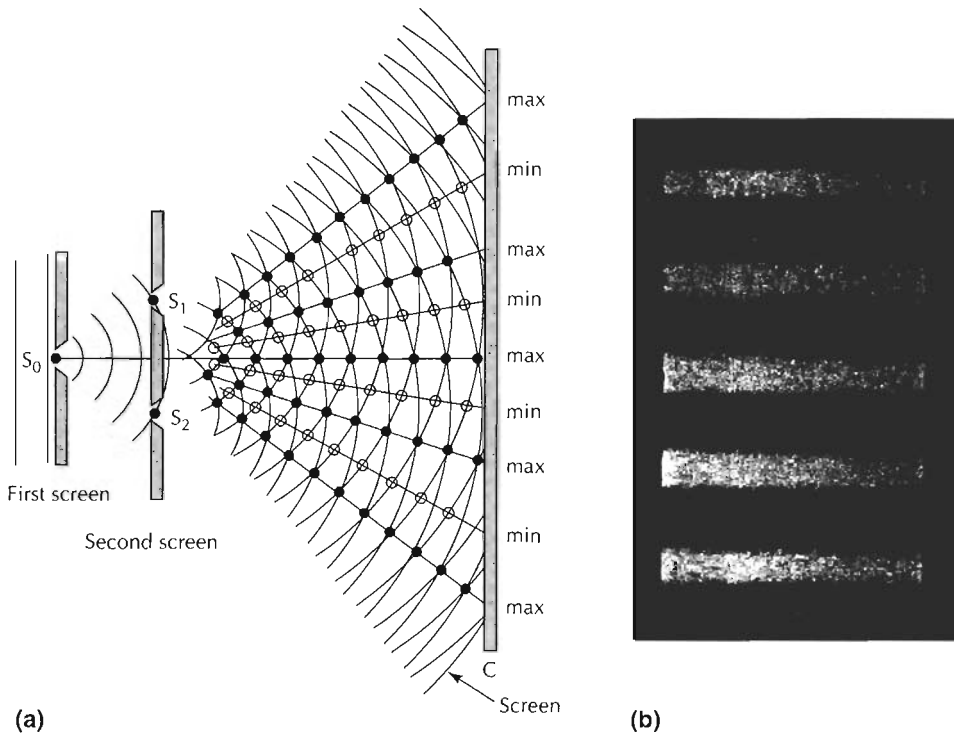 max
min
max
min
S₁
S₀
max
S₂
min
max
First screen
min
Second screen
max
C
Screen
(a)
(b)